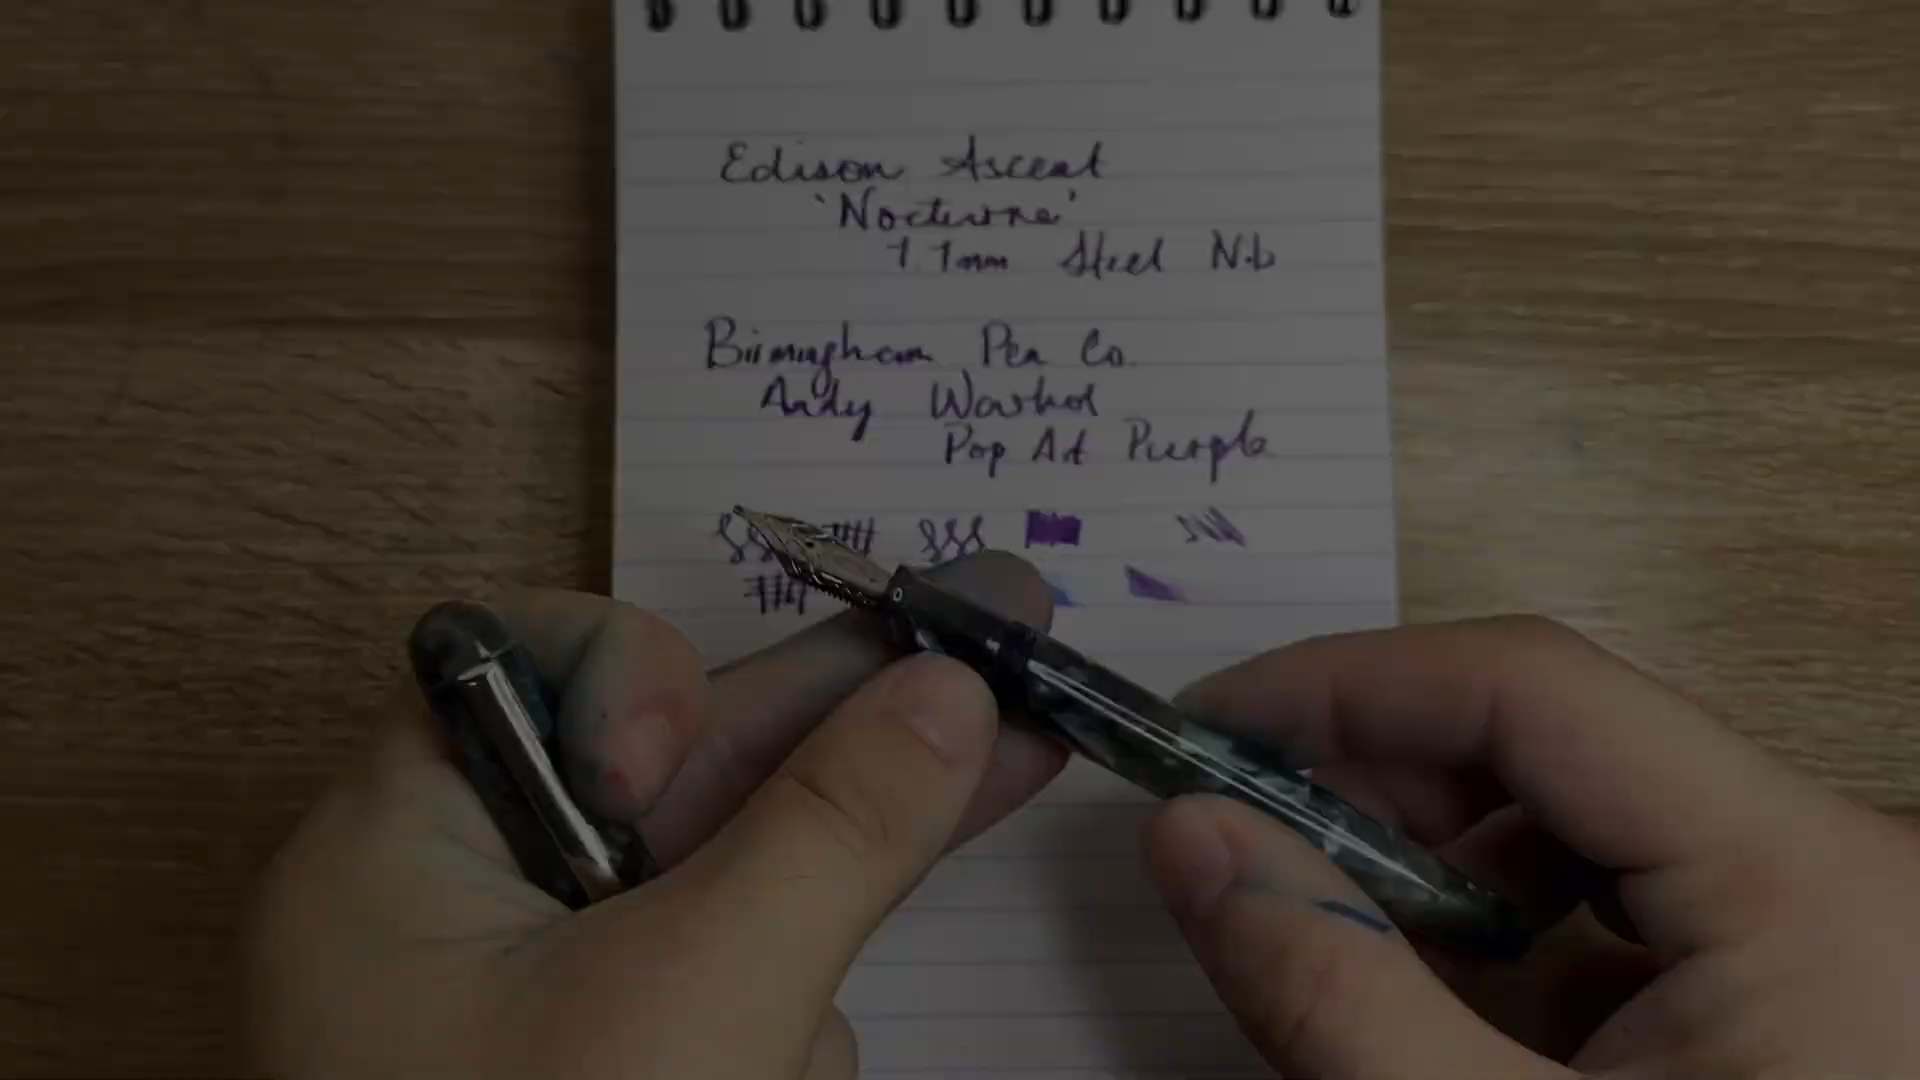 Edison Ascent
'Nocturne'
1.1mm Steel Nib
Birmingham Pen Co.
Andy Warhol
Pop Art Purple